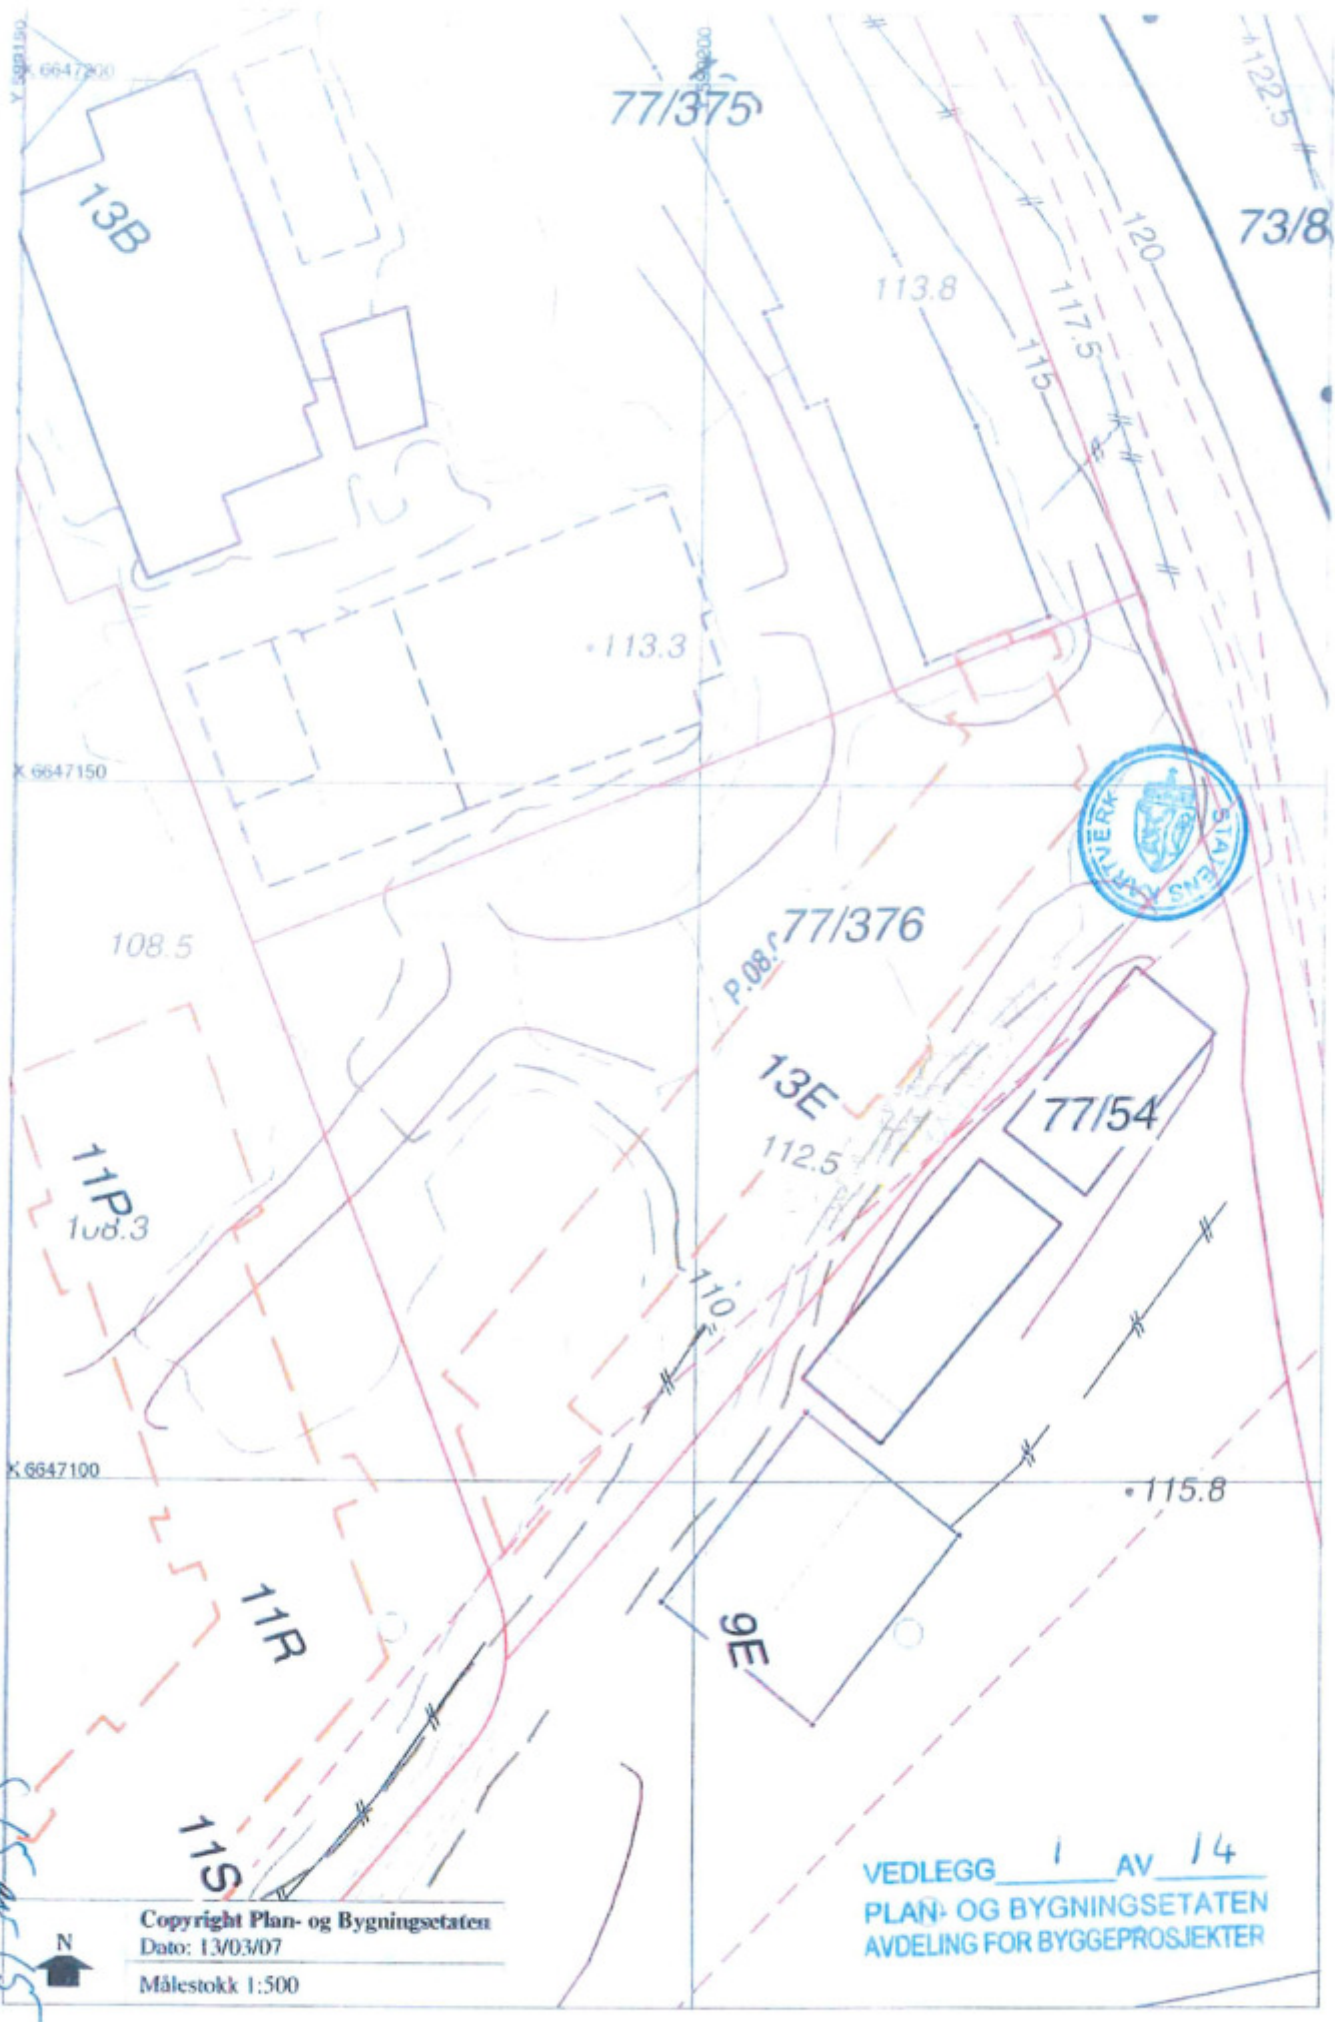 X 6647200
77/375
122.5
13B
73/8
120
113.8
117.5
115
113.3
X 6647150
STATENS KARTVERK
77/376
108.5
P.08.
13E
77/54
11P
112.5
108.3
110
X 6647100
115.8
11R
9E
11S
VEDLEGG 1 AV 14
PLAN- OG BYGNINGSETATEN
AVDELING FOR BYGGEPROSJEKTER
Copyright Plan- og Bygningsetaten
N
Dato: 13/03/07
Målestokk 1:500